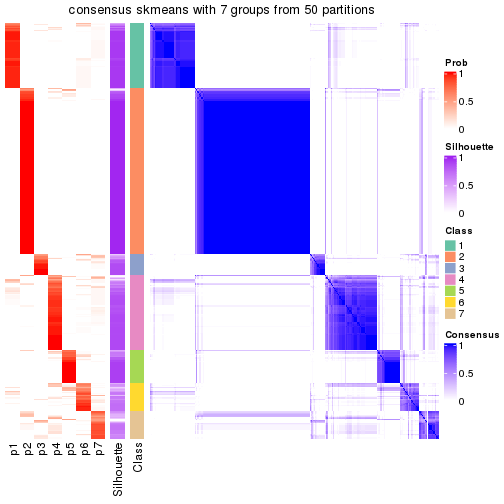 consensus skmeans with 7 groups from 50 partitions
Prob
1
0.5
0
Silhouette
1
0.5
0
Class
1
2
3
4
5
6
7
Consensus
1
0.5
0
p1
p2
p3
p4
p5
p6
p7
Silhouette
Class